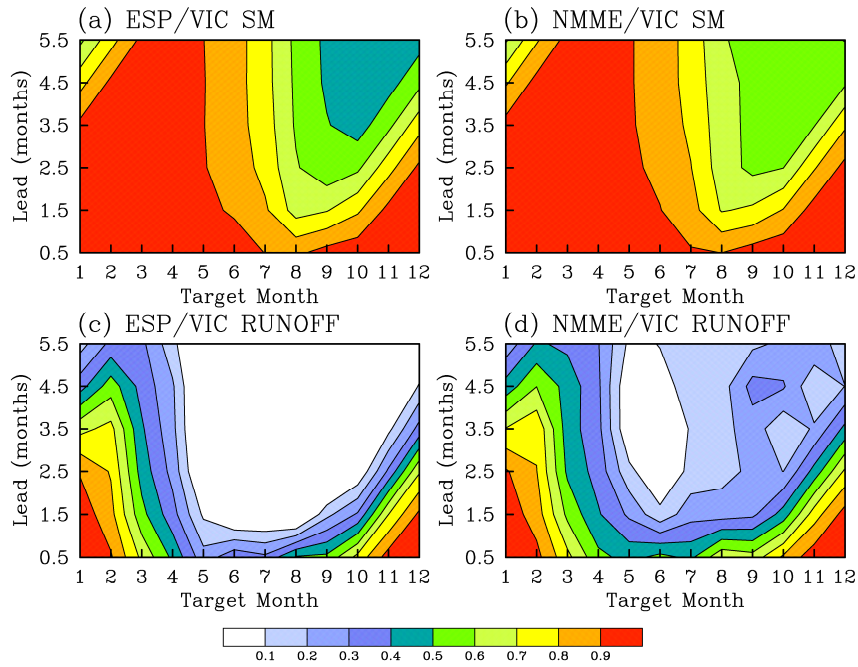 (a) ESP/VIC SM
(b) NMME/VIC SM
5.5
4.5
3.5
2.5
1.5
0.5
Lead (months)
1 2 3 4 5 6 7 8 9 10 11 12
Target Month
5.5
4.5
3.5
2.5
1.5
0.5
Lead (months)
1 2 3 4 5 6 7 8 9 10 11 12
Target Month
(c) ESP/VIC RUNOFF
(d) NMME/VIC RUNOFF
5.5
4.5
3.5
2.5
1.5
0.5
Lead (months)
1 2 3 4 5 6 7 8 9 10 11 12
Target Month
5.5
4.5
3.5
2.5
1.5
0.5
Lead (months)
1 2 3 4 5 6 7 8 9 10 11 12
Target Month
0.1 0.2 0.3 0.4 0.5 0.6 0.7 0.8 0.9